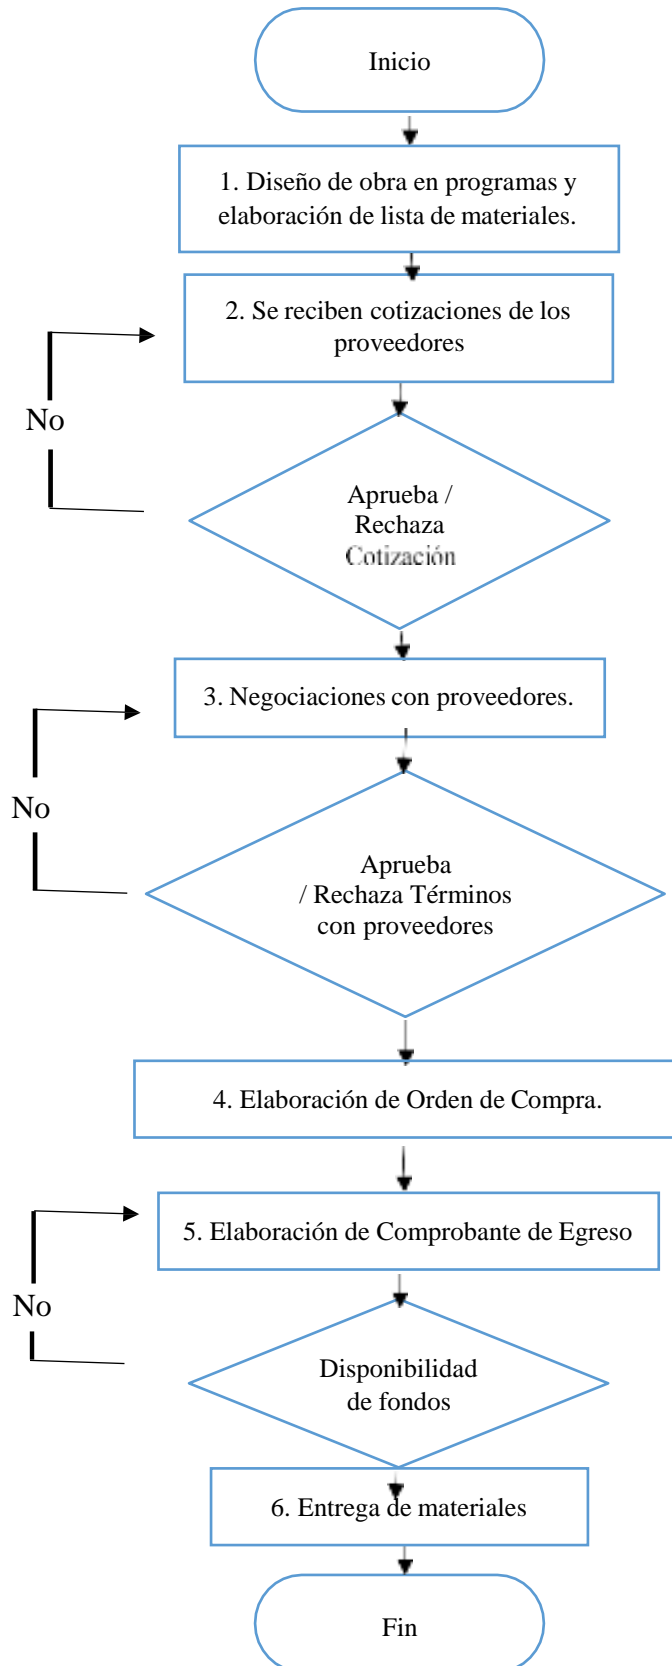 Inicio
1. Diseño de obra en programas y
elaboración de lista de materiales.
2. Se reciben cotizaciones de los
proveedores
No
Aprueba /
Rechaza
Cotización
3. Negociaciones con proveedores.
No
Aprueba
/ Rechaza Términos
con proveedores
4. Elaboración de Orden de Compra.
5. Elaboración de Comprobante de Egreso
No
Disponibilidad
de fondos
6. Entrega de materiales
Fin